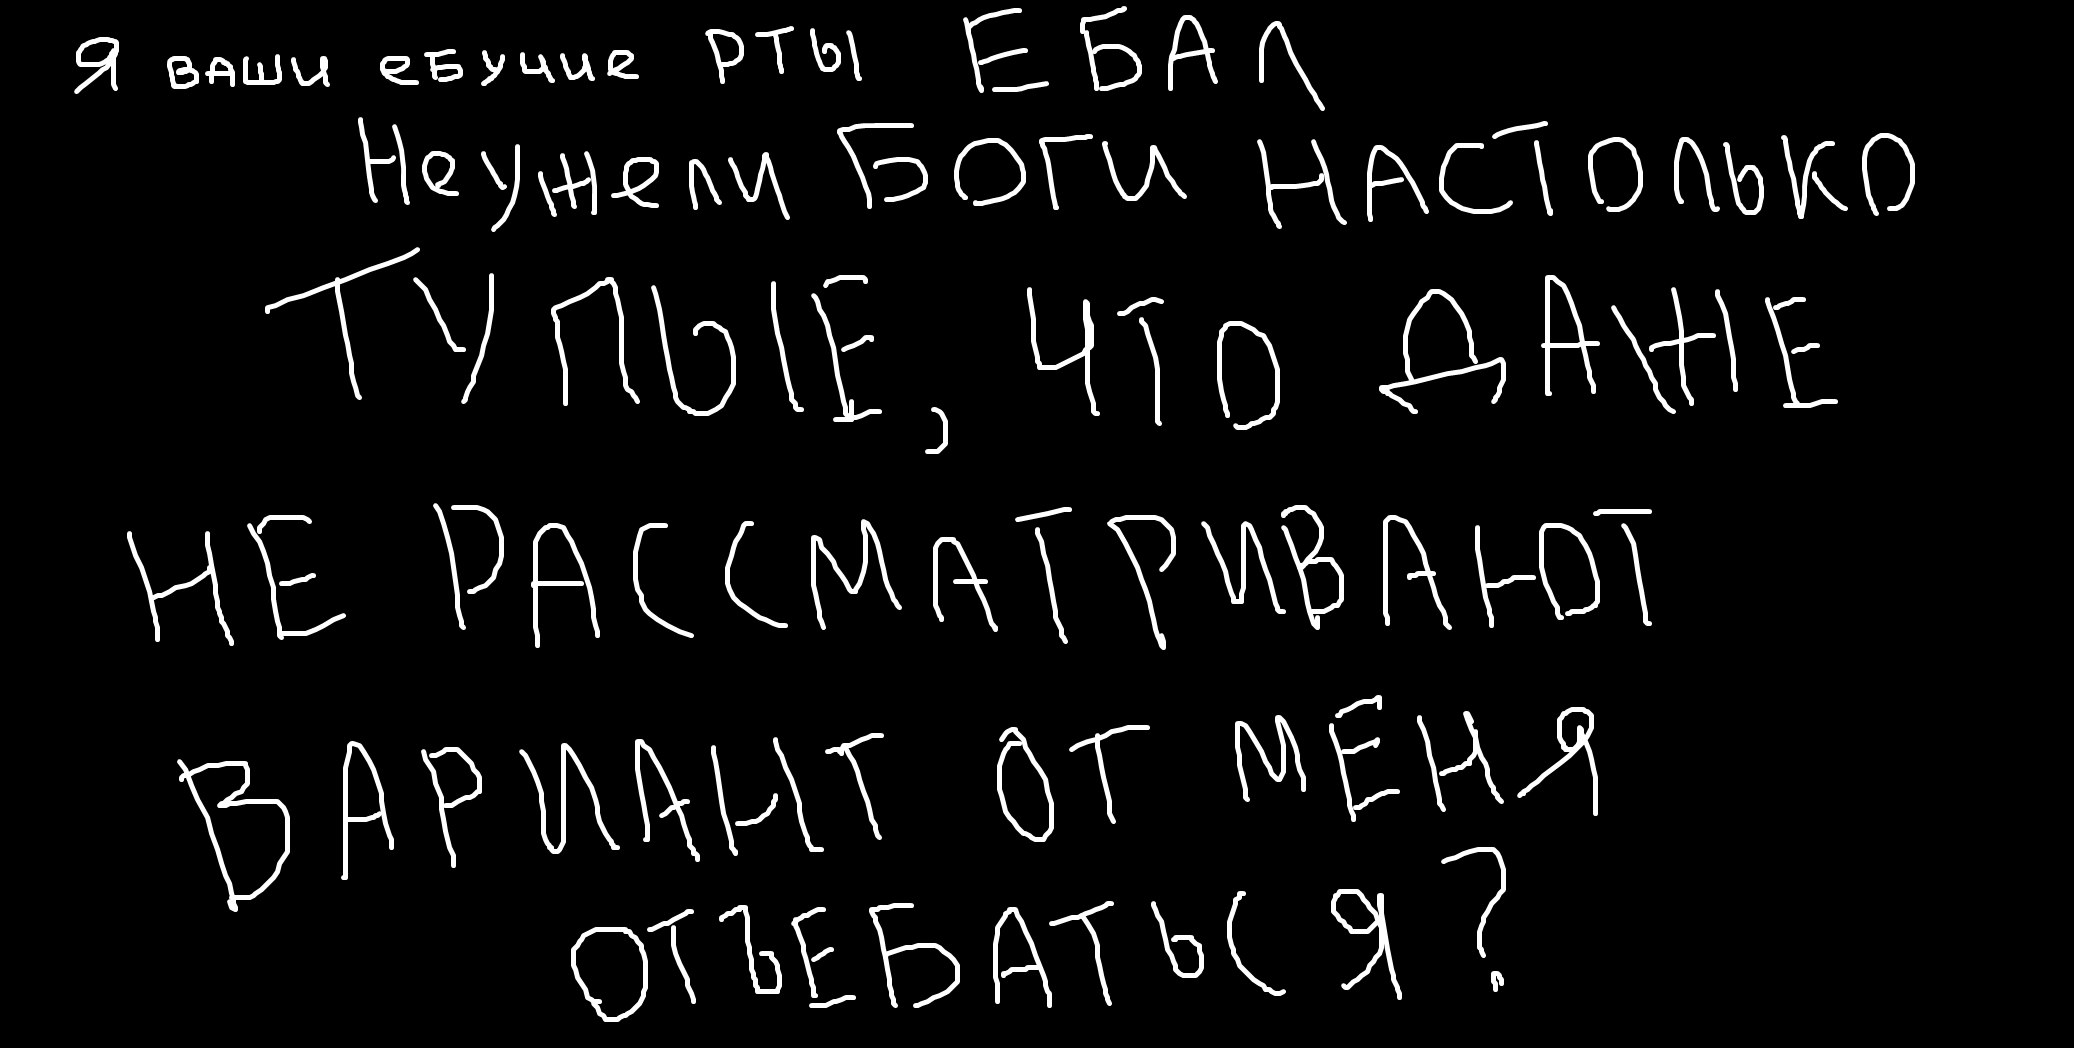 Я ваши ебучие РТЫ ЕБАЛ
Неужели БОГИ НАСТОЛЬКО
ТУПЫЕ, ЧТО ДАЖЕ
НЕ РАССМАТРИВАЮТ
ВАРИАНТ ОТ МЕНЯ
ОТЪЕБАТЬСЯ?